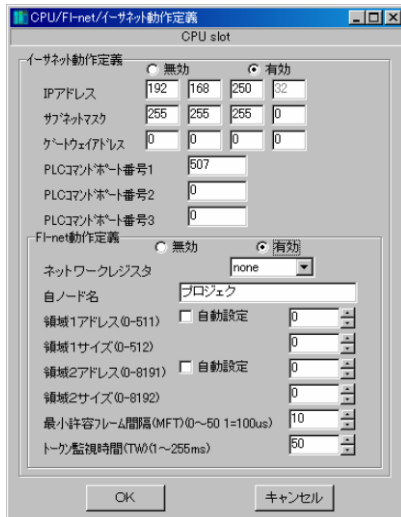 CPU/Fl-net/イーサネット動作定義
CPU slot
イーサネット動作定義
無効 有効
IPアドレス 192 168 250 32
サブネットマスク 255 255 255 0
ゲートウェイアドレス 0 0 0 0
PLCコマンドポート番号1 507
PLCコマンドポート番号2 0
PLCコマンドポート番号3 0
Fl-net動作定義
無効 有効
ネットワークレジスタ none
自ノード名 プロジェク
領域1アドレス(0-511) 自動設定 0
領域1サイズ(0-512) 0
領域2アドレス(0-8191) 自動設定 0
領域2サイズ(0-8192) 0
最小許容フレーム間隔(MFT)(0～50 1=100us) 10
トークン監視時間(TW)(1～255ms) 50
OK キャンセル